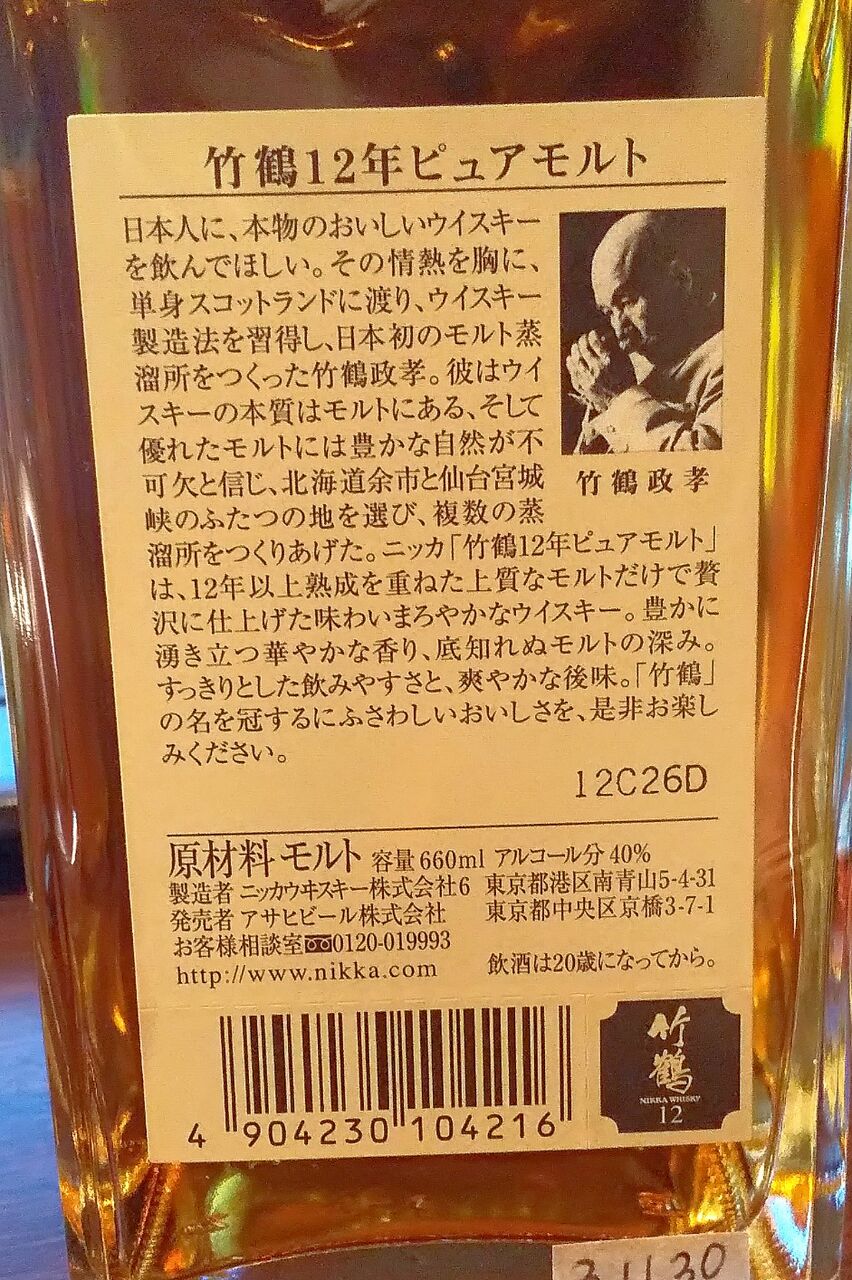 竹鶴12年ピュアモルト
日本人に、本物のおいしいウイスキー
を飲んでほしい。その情熱を胸に、
単身スコットランドに渡り、ウイスキー
製造法を習得し、日本初のモルト蒸
溜所をつくった竹鶴政孝。彼はウイ
スキーの本質はモルトにある、そして
優れたモルトには豊かな自然が不
可欠と信じ、北海道余市と仙台宮城
峡のふたつの地を選び、複数の蒸
溜所をつくりあげた。ニッカ「竹鶴12年ピュアモルト」
は、12年以上熟成を重ねた上質なモルトだけで贅
沢に仕上げた味わいまろやかなウイスキー。豊かに
湧き立つ華やかな香り、底知れぬモルトの深み。
すっきりとした飲みやすさと、爽やかな後味。「竹鶴」
の名を冠するにふさわしいおいしさを、是非お楽し
みください。
竹鶴政孝
12C26D
原材料 モルト 容量 660ml アルコール分 40%
製造者 ニッカウヰスキー株式会社6 東京都港区南青山5-4-31
発売者 アサヒビール株式会社 東京都中央区京橋3-7-1
お客様相談室 0120-019993
http://www.nikka.com 飲酒は20歳になってから。
4 904230 104216
竹鶴
NIKKA WHISKY
12